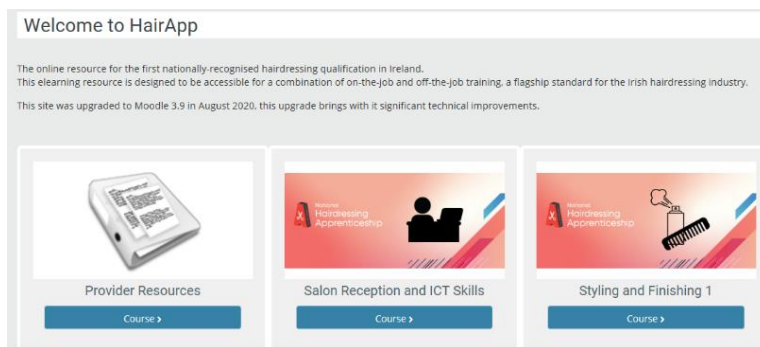 Welcome to HairApp
The online resource for the first nationally-recognised hairdressing qualification in Ireland.
This elearning resource is designed to be accessible for a combination of on-the-job and off-the-job training, a flagship standard for the Irish hairdressing industry.
This site was upgraded to Moodle 3.9 in August 2020, this upgrade brings with it significant technical improvements.
National
Hairdressing
Apprenticeship
National
Hairdressing
Apprenticeship
Provider Resources
Salon Reception and ICT Skills
Styling and Finishing 1
Course >
Course >
Course >